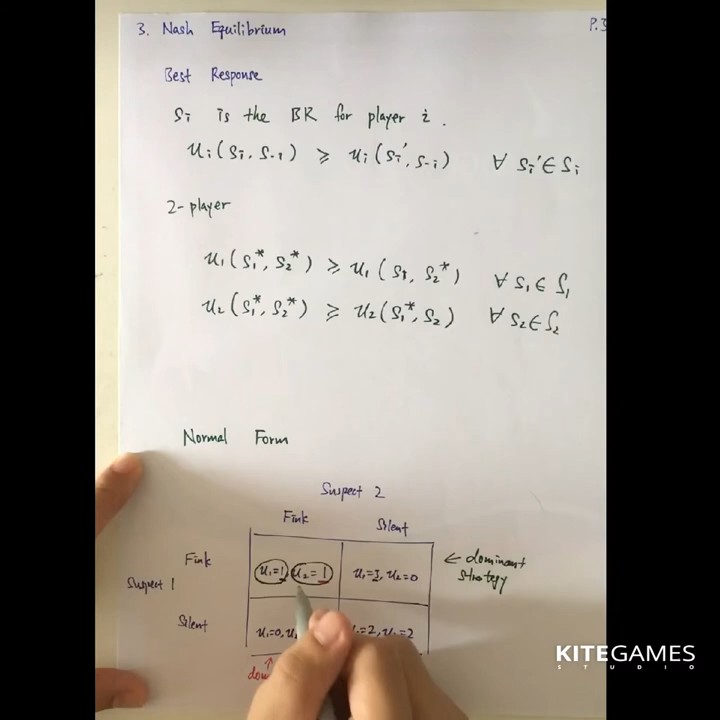 3. Nash Equilibrium P.3
Best Response
Si is the BR for player i.
ui(si, s-i) ≥ ui(si', s-i) ∀ si' ∈ Si
2-player
u1(s1*, s2*) ≥ u1(s1, s2*) ∀ s1 ∈ S1
u2(s1*, s2*) ≥ u2(s1*, s2) ∀ s2 ∈ S2
Normal Form
Suspect 2
Fink Silent
Fink u1=1, u2=1 u1=3, u2=0 ← dominant
Suspect 1 strategy
Silent u1=0, u =2, u2=2
KITEGAMES
STUDIO